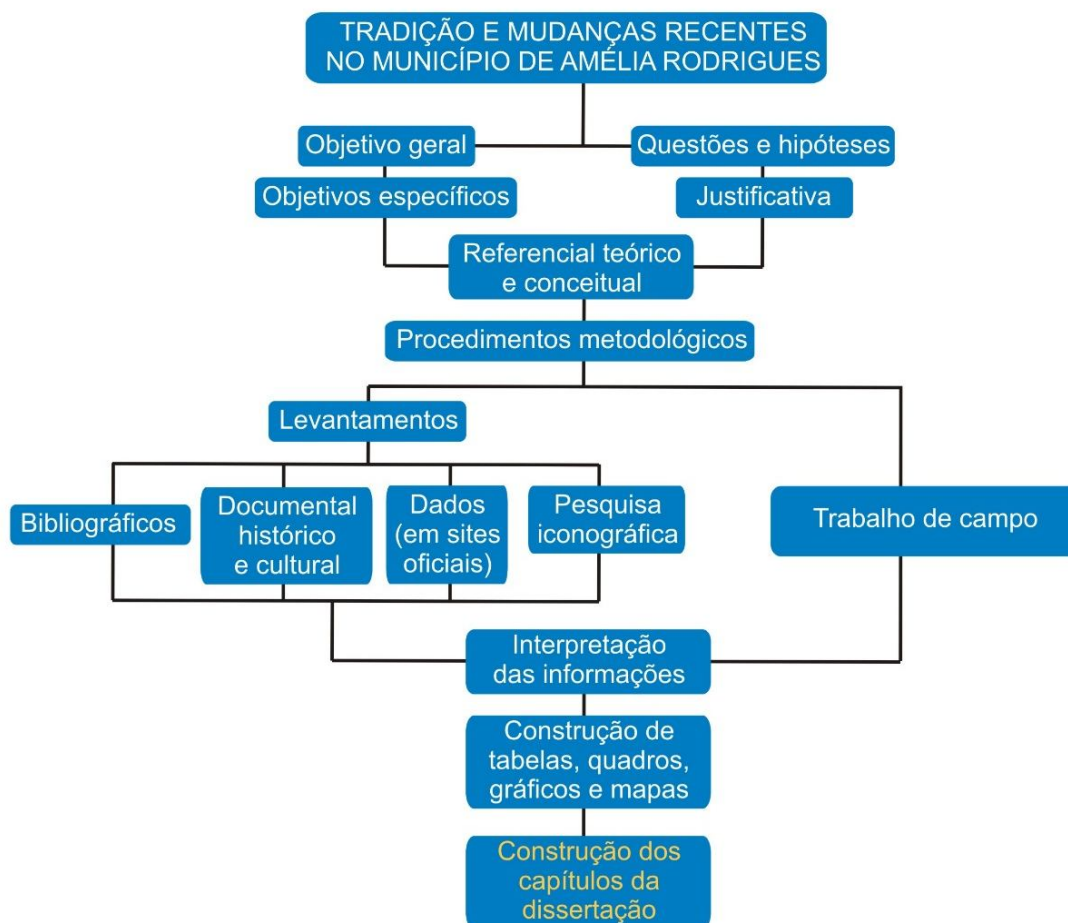 TRADIÇÃO E MUDANÇAS RECENTES
NO MUNICÍPIO DE AMÉLIA RODRIGUES
Objetivo geral
Questões e hipóteses
Objetivos específicos
Justificativa
Referencial teórico
e conceitual
Procedimentos metodológicos
Levantamentos
Bibliográficos
Documental
histórico
e cultural
Dados
(em sites
oficiais)
Pesquisa
iconográfica
Trabalho de campo
Interpretação
das informações
Construção de
tabelas, quadros,
gráficos e mapas
Construção dos
capítulos da
dissertação